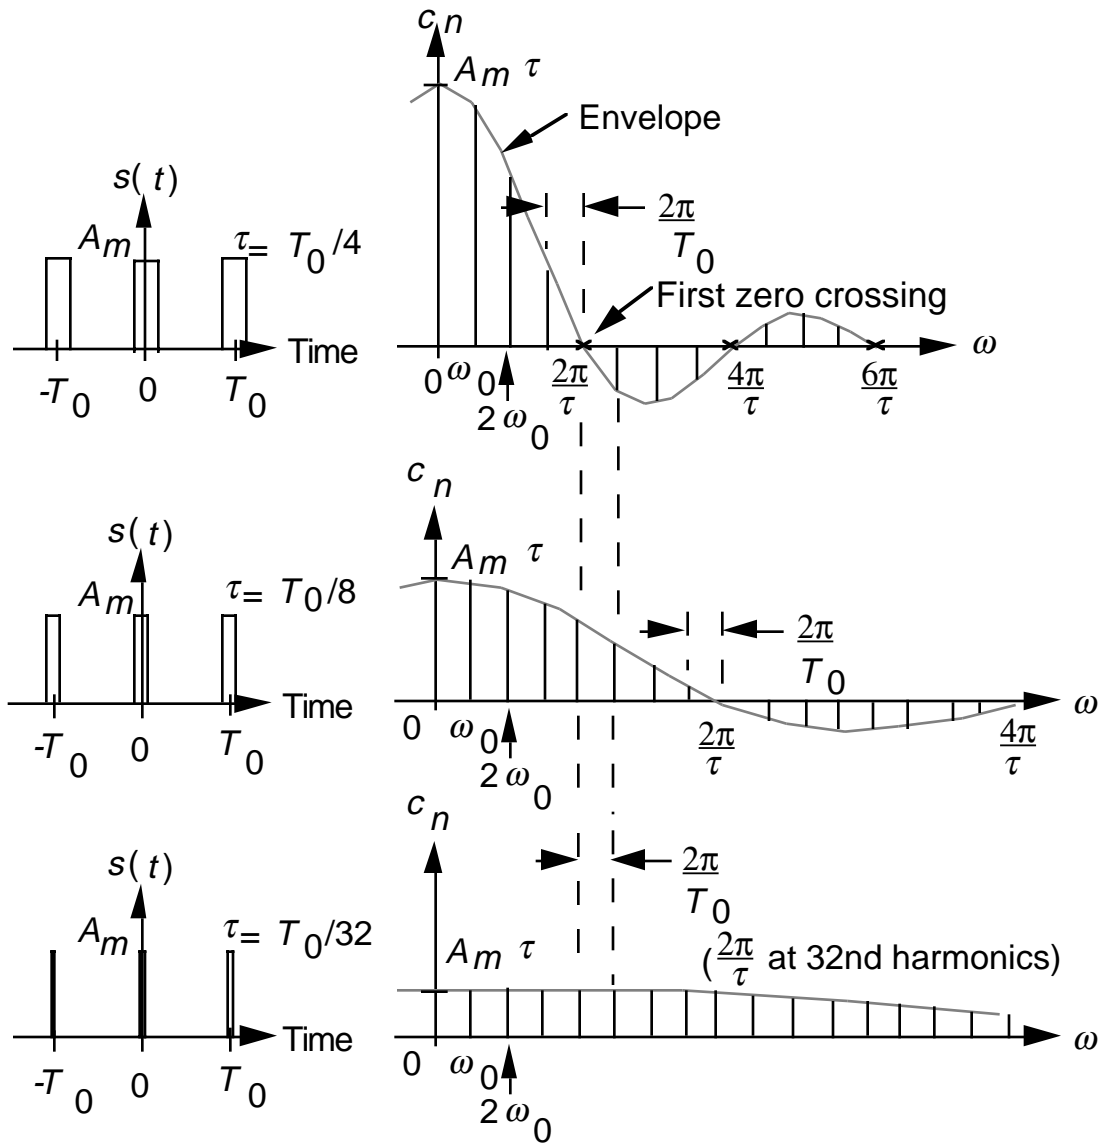 c n
A m τ
Envelope
s( t)
A m
τ = T 0 /4
2π
T 0
First zero crossing
Time
ω
-T 0
0
T 0
0
ω 0
2 ω 0
2π
τ
4π
τ
6π
τ
c n
s( t)
A m τ
A m
τ = T 0 /8
2π
T 0
Time
ω
-T 0
0
T 0
0
ω 0
2 ω 0
2π
τ
4π
τ
c n
s( t)
2π
T 0
A m
τ = T 0 /32
A m τ
( 2π
τ at 32nd harmonics)
Time
ω
-T 0
0
T 0
0
ω 0
2 ω 0